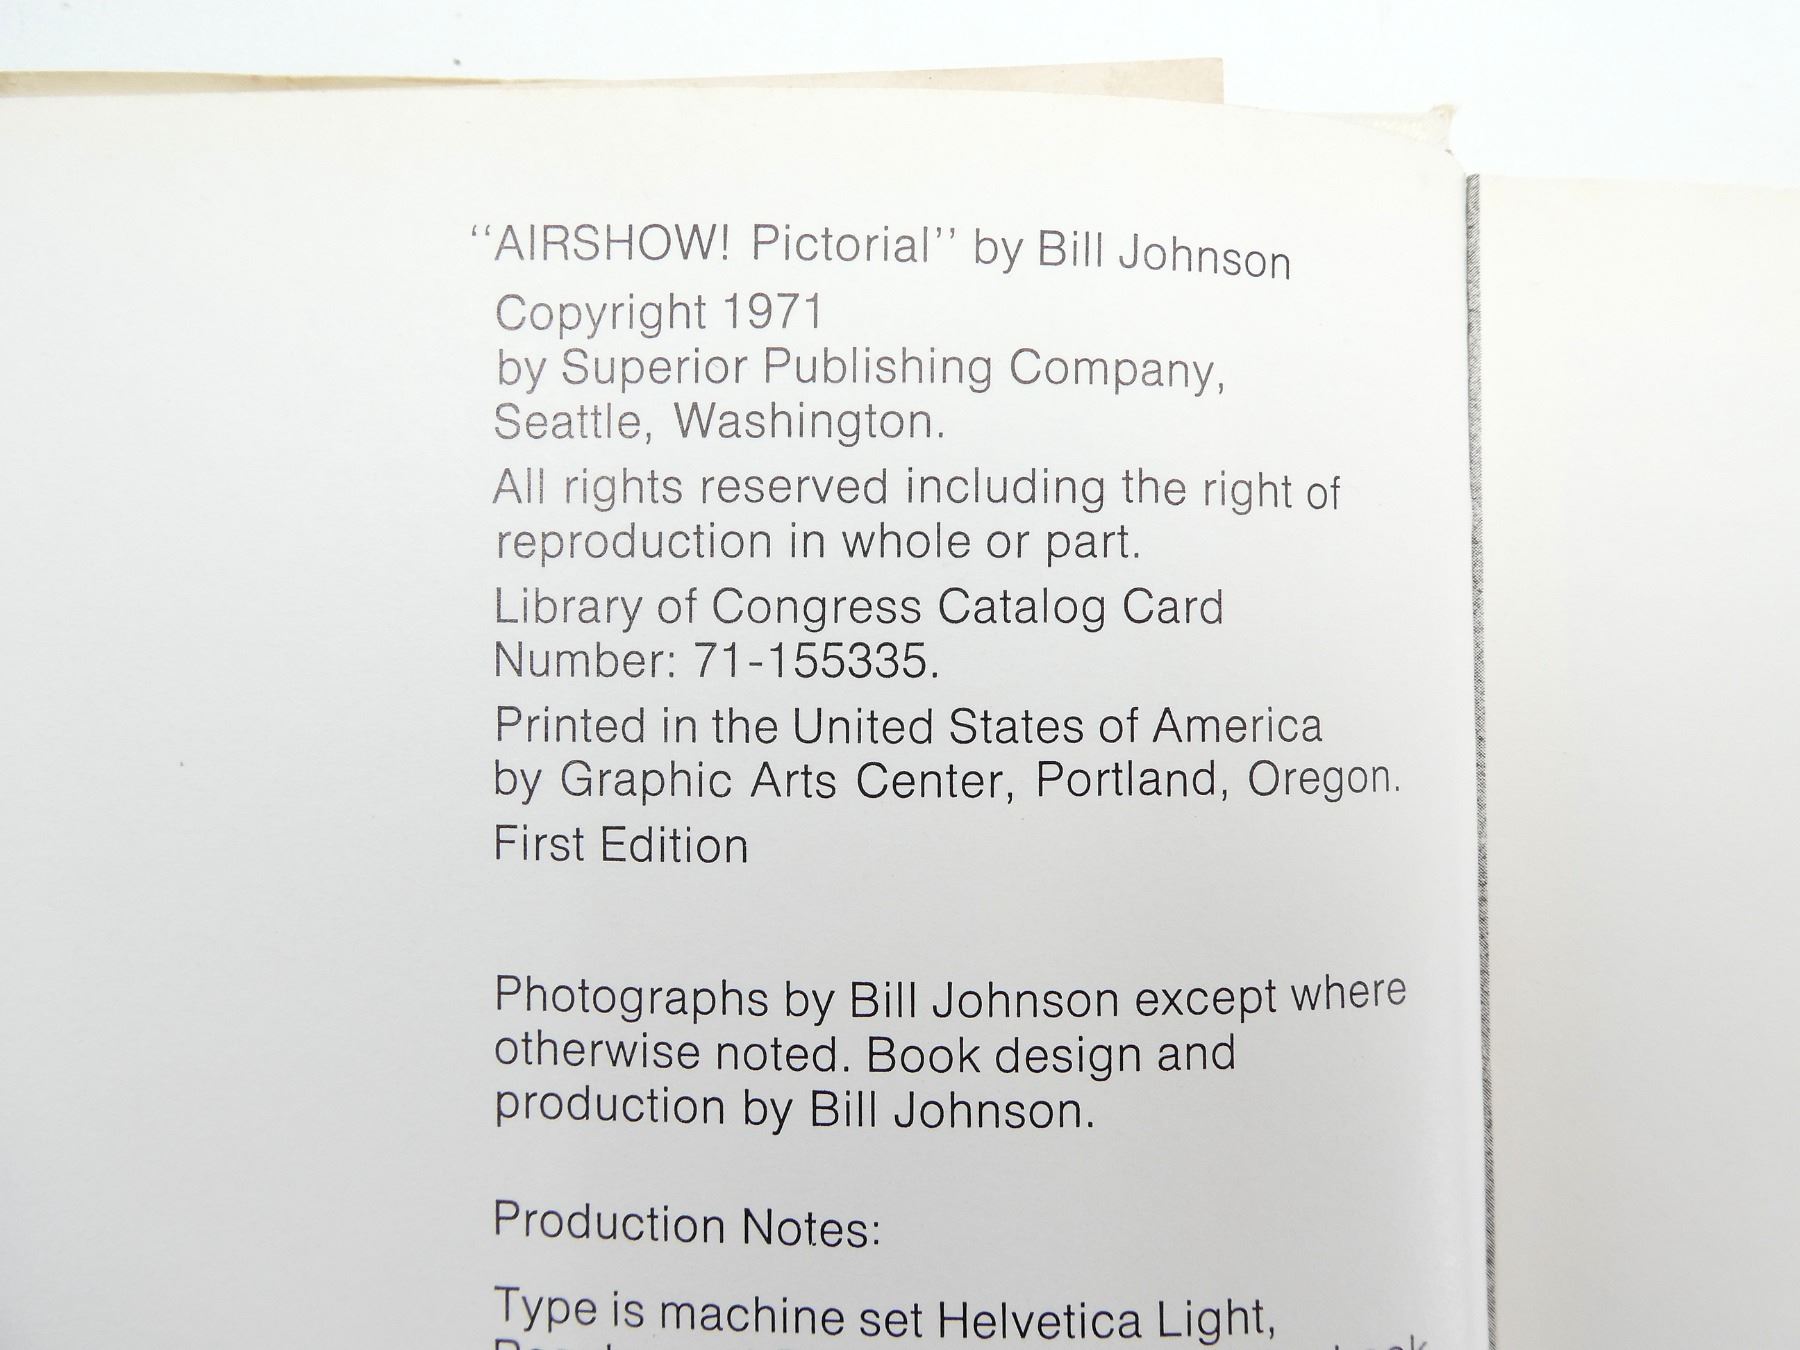 “AIRSHOW! Pictorial” by Bill Johnson
Copyright 1971
by Superior Publishing Company,
Seattle, Washington.
All rights reserved including the right of
reproduction in whole or part.
Library of Congress Catalog Card
Number: 71-155335.
Printed in the United States of America
by Graphic Arts Center, Portland, Oregon.
First Edition
Photographs by Bill Johnson except where
otherwise noted. Book design and
production by Bill Johnson.
Production Notes:
Type is machine set Helvetica Light,